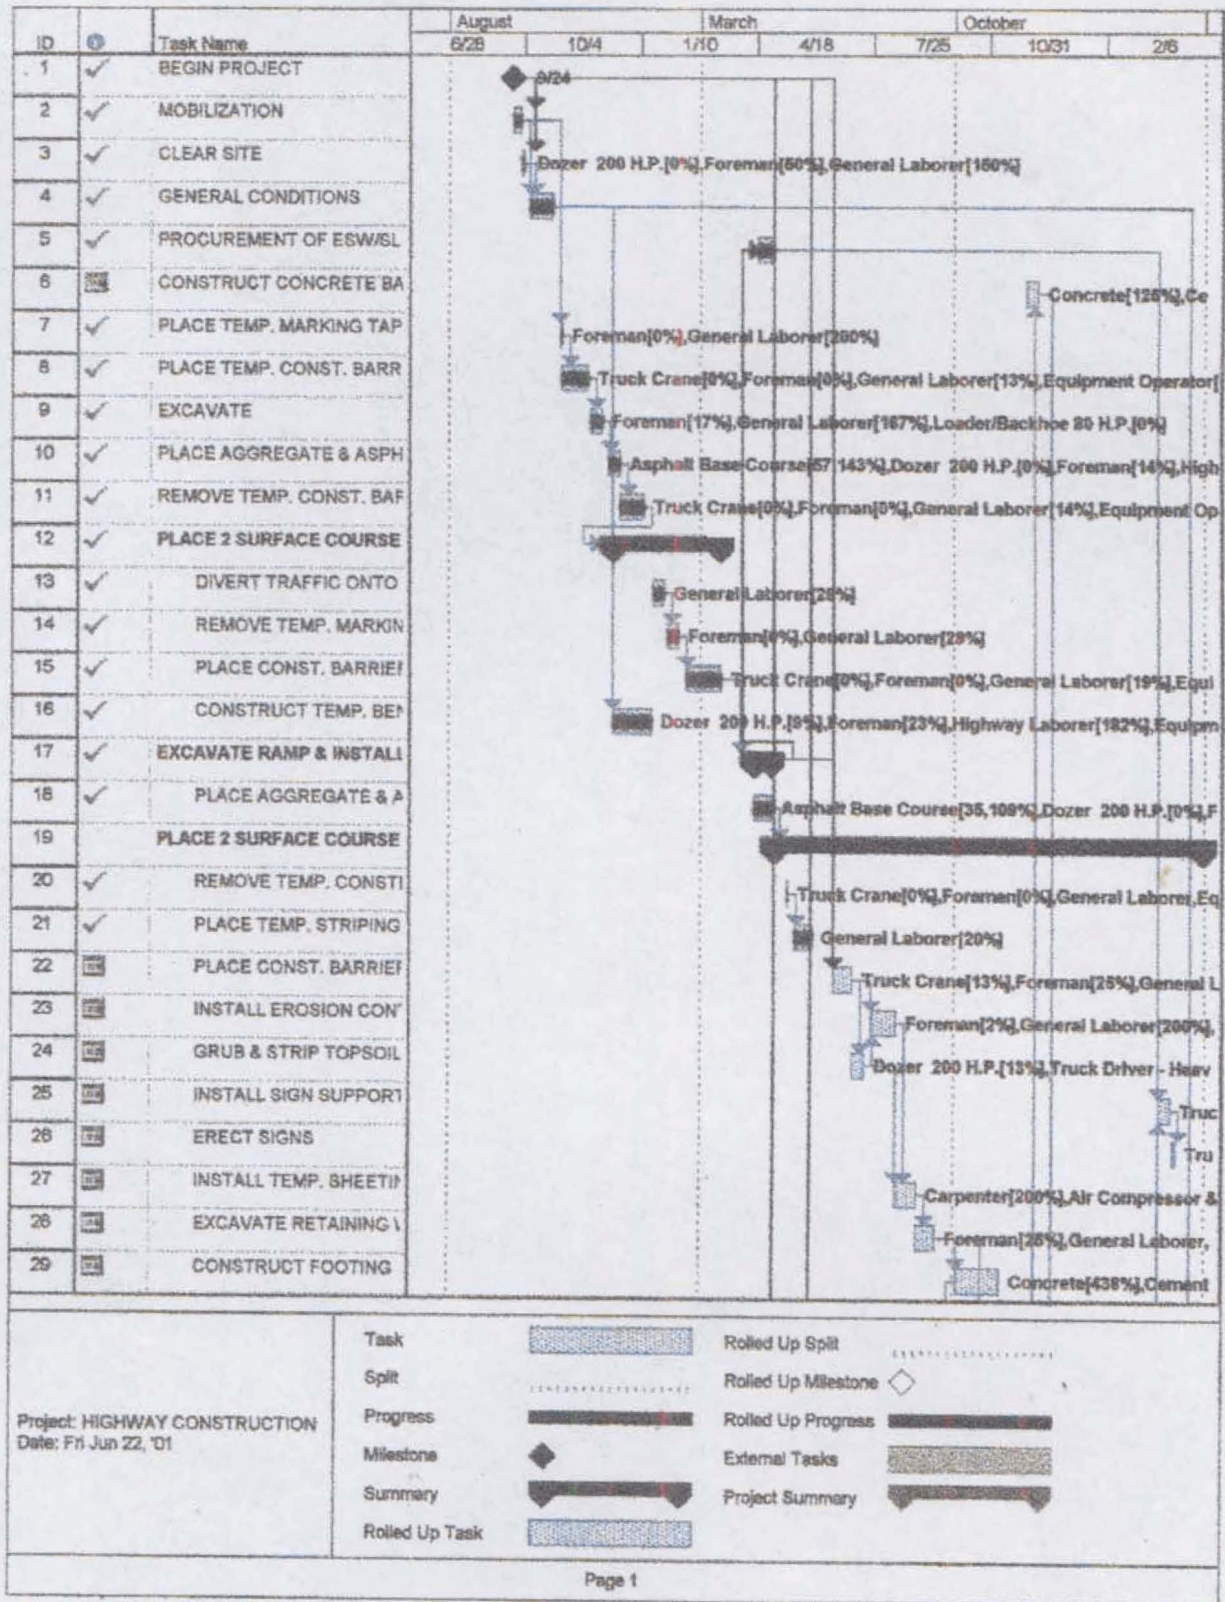 August March October
ID Task Name 6/28 10/4 1/10 4/18 7/25 10/31 2/6
1 BEGIN PROJECT 9/24
2 MOBILIZATION
3 CLEAR SITE Dozer 200 H.P.[0%],Foreman[50%],General Laborer[150%]
4 GENERAL CONDITIONS
5 PROCUREMENT OF ESW/SL
6 CONSTRUCT CONCRETE BA Concrete[125%],Ce
7 PLACE TEMP. MARKING TAP Foreman[0%],General Laborer[200%]
8 PLACE TEMP. CONST. BARR Truck Crane[0%],Foreman[0%],General Laborer[13%],Equipment Operator[
9 EXCAVATE Foreman[17%],General Laborer[167%],Loader/Backhoe 80 H.P.[0%]
10 PLACE AGGREGATE & ASPH Asphalt Base Course[57,143%],Dozer 200 H.P.[0%],Foreman[14%],High
11 REMOVE TEMP. CONST. BAR Truck Crane[0%],Foreman[0%],General Laborer[14%],Equipment Op
12 PLACE 2 SURFACE COURSE
13 DIVERT TRAFFIC ONTO General Laborer[25%]
14 REMOVE TEMP. MARKIN Foreman[0%],General Laborer[29%]
15 PLACE CONST. BARRIER Truck Crane[0%],Foreman[0%],General Laborer[19%],Equi
16 CONSTRUCT TEMP. BER Dozer 200 H.P.[9%],Foreman[23%],Highway Laborer[182%],Equipm
17 EXCAVATE RAMP & INSTALL
18 PLACE AGGREGATE & A Asphalt Base Course[35,109%],Dozer 200 H.P.[0%],F
19 PLACE 2 SURFACE COURSE
20 REMOVE TEMP. CONSTI Truck Crane[0%],Foreman[0%],General Laborer,Eq
21 PLACE TEMP. STRIPING General Laborer[20%]
22 PLACE CONST. BARRIER Truck Crane[13%],Foreman[25%],General L
23 INSTALL EROSION CON Foreman[2%],General Laborer[200%],
24 GRUB & STRIP TOPSOIL Dozer 200 H.P.[13%],Truck Driver - Heav
25 INSTALL SIGN SUPPORT Truc
26 ERECT SIGNS Tru
27 INSTALL TEMP. SHEETIN Carpenter[200%],Air Compressor &
28 EXCAVATE RETAINING Foreman[25%],General Laborer,
29 CONSTRUCT FOOTING Concrete[438%],Cement
Project: HIGHWAY CONSTRUCTION
Date: Fri Jun 22, '01
Task Rolled Up Split
Split Rolled Up Milestone
Progress Rolled Up Progress
Milestone External Tasks
Summary Project Summary
Rolled Up Task
Page 1